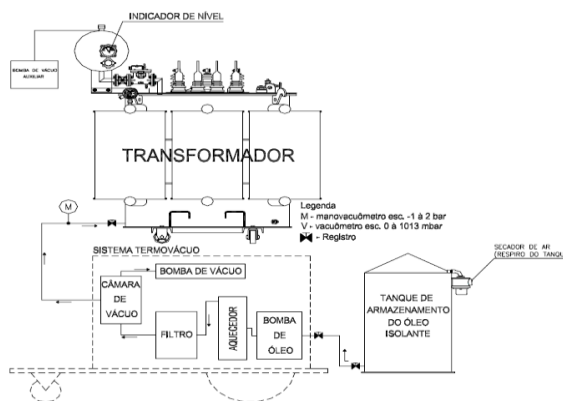 INDICADOR DE NÍVEL
BOMBA DE VÁCUO
AUXILIAR
TRANSFORMADOR
Legenda
M - manovacuômetro esc. -1 à 2 bar
V - vacuômetro esc. 0 à 1013 mbar
- Registro
M
SISTEMA TERMOVÁCUO
SECADOR DE AR
(RESPIRO DO TANQU
BOMBA DE VÁCUO
CÂMARA
DE
VÁCUO
FILTRO
AQUECEDOR
BOMBA
DE
ÓLEO
TANQUE DE
ARMAZENAMENTO
DO ÓLEO
ISOLANTE